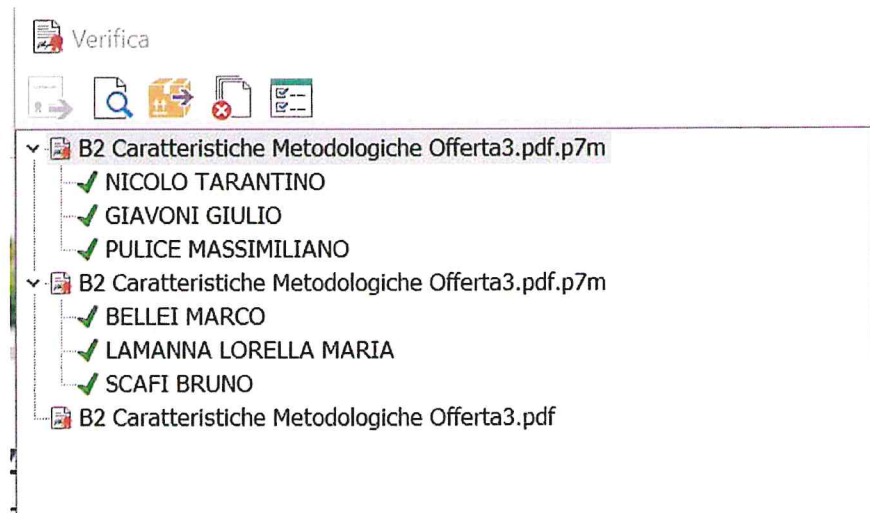 Verifica
B2 Caratteristiche Metodologiche Offerta3.pdf.p7m
NICOLO TARANTINO
GIAVONI GIULIO
PULICE MASSIMILIANO
B2 Caratteristiche Metodologiche Offerta3.pdf.p7m
BELLEI MARCO
LAMANNA LORELLA MARIA
SCAFI BRUNO
B2 Caratteristiche Metodologiche Offerta3.pdf